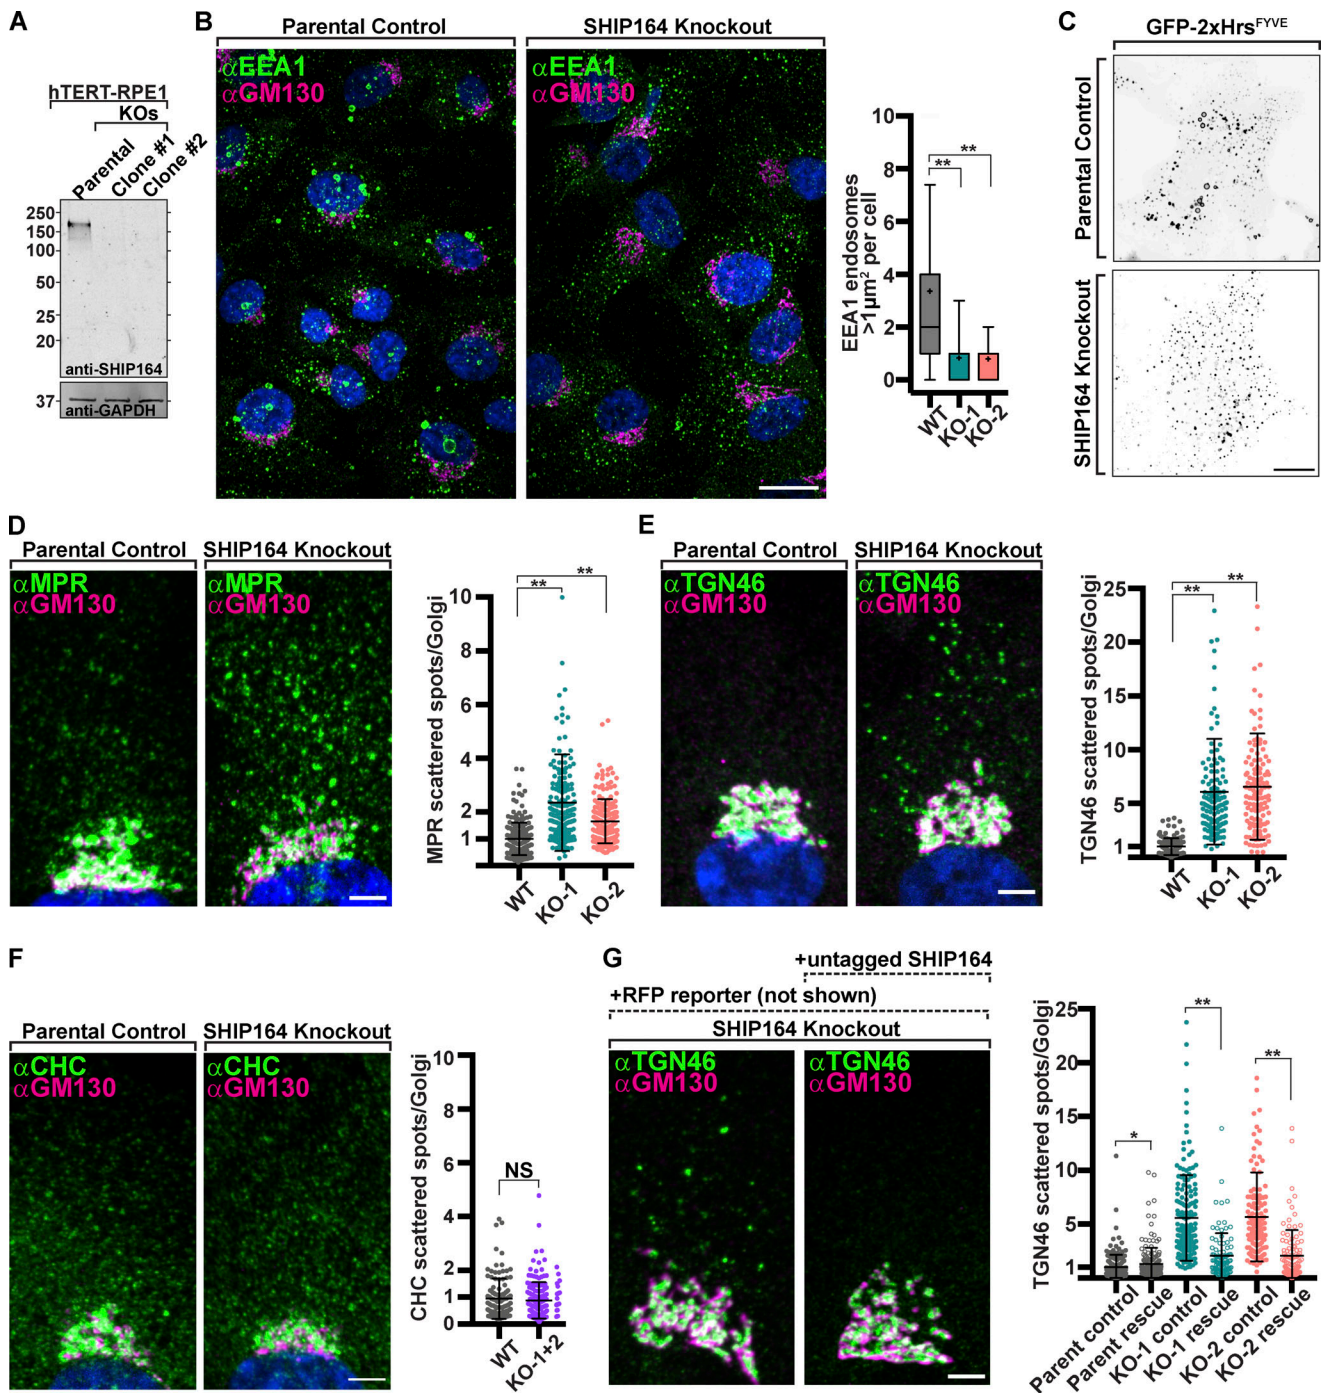 A
hTERT-RPE1
KOs
Parental
Clone #1
Clone #2
250
150
100
50
25
20
anti-SHIP164
37
anti-GAPDH
B
Parental Control
SHIP164 Knockout
αEEA1
αGM130
αEEA1
αGM130
EEA1 endosomes
>1µm² per cell
10
8
6
4
2
0
**
**
WT
KO-1
KO-2
C
GFP-2xHrsFYVE
Parental Control
SHIP164 Knockout
D
Parental Control
SHIP164 Knockout
αMPR
αGM130
αMPR
αGM130
MPR scattered spots/Golgi
10
8
6
4
2
1
**
**
WT
KO-1
KO-2
E
Parental Control
SHIP164 Knockout
αTGN46
αGM130
αTGN46
αGM130
TGN46 scattered spots/Golgi
25
20
15
10
5
1
**
**
WT
KO-1
KO-2
F
Parental Control
SHIP164 Knockout
αCHC
αGM130
αCHC
αGM130
CHC scattered spots/Golgi
10
8
6
4
2
1
0
NS
WT
KO-1+2
G
+untagged SHIP164
+RFP reporter (not shown)
SHIP164 Knockout
αTGN46
αGM130
αTGN46
αGM130
TGN46 scattered spots/Golgi
25
20
15
10
5
1
*
**
**
Parent control
Parent rescue
KO-1 control
KO-1 rescue
KO-2 control
KO-2 rescue